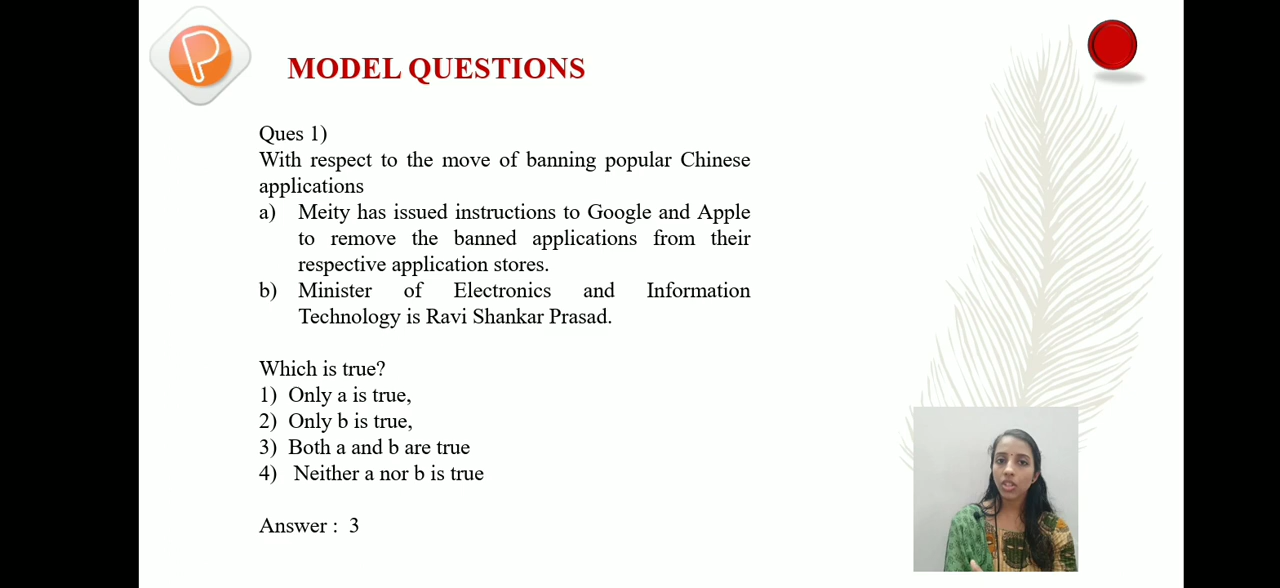 MODEL QUESTIONS
Ques 1)
With respect to the move of banning popular Chinese
applications
a) Meity has issued instructions to Google and Apple
to remove the banned applications from their
respective application stores.
b) Minister of Electronics and Information
Technology is Ravi Shankar Prasad.
Which is true?
1) Only a is true,
2) Only b is true,
3) Both a and b are true
4) Neither a nor b is true
Answer : 3